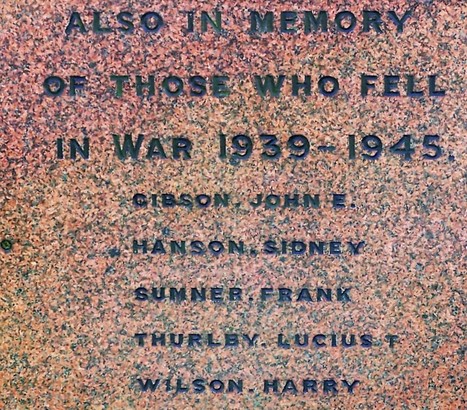 ALSO IN MEMORY
OF THOSE WHO FELL
IN WAR 1939-1945.
GIBSON, JOHN E.
HANSON, SIDNEY
SUMNER, FRANK
THURLBY, LUCIUS T
WILSON, HARRY